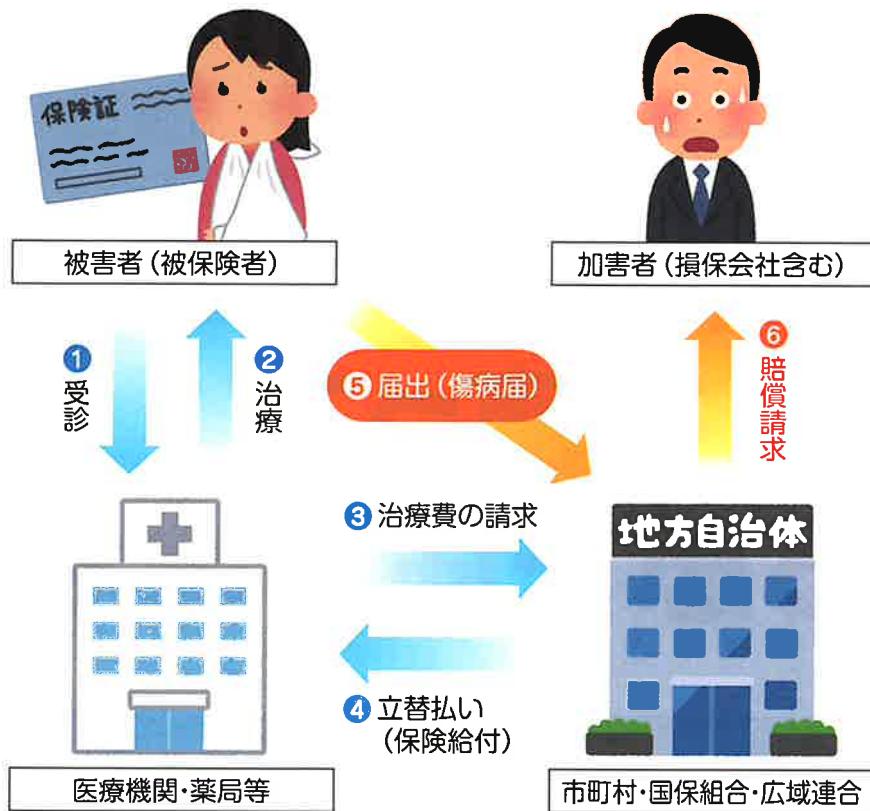 保険証
被害者（被保険者）
加害者（損保会社含む）
❶受診
❷治療
❺届出（傷病届）
❻賠償請求
❸治療費の請求
地方自治体
❹立替払い
（保険給付）
医療機関・薬局等
市町村・国保組合・広域連合